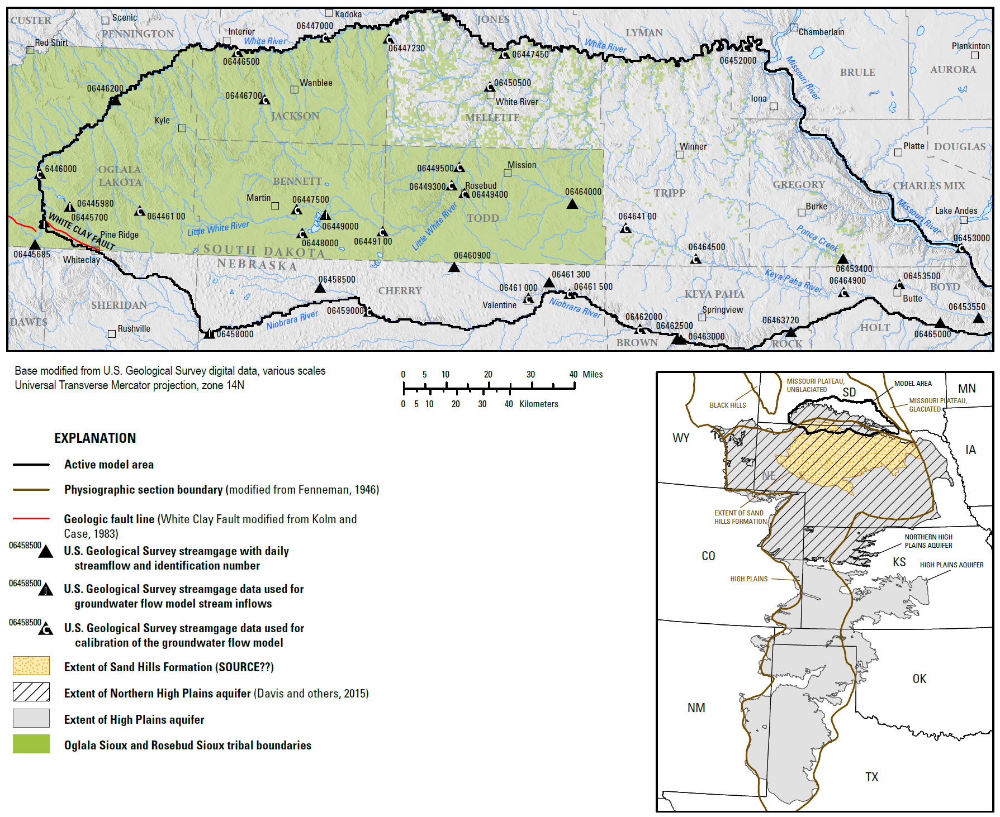 CUSTER
Scenic
PENNINGTON
Red Shirt
Interior
White River
06447000
Kadoka
06446500
06447230
JONES
06447450
White River
LYMAN
06452000
Chamberlain
Missouri River
BRULE
Plankinton
AURORA
06446200
Wanblee
06446700
JACKSON
Kyle
06450500
White River
MELLETTE
Iona
Winner
Platte
DOUGLAS
6446000
OGLALA
LAKOTA
BENNETT
06449500
Mission
06449300
Rosebud
06449400
06464000
TRIPP
GREGORY
CHARLES MIX
Martin
06447500
06445980
06445700
06446100
WHITE CLAY FAULT
Pine Ridge
Little White River
06449000
06448000
06449100
Little White River
TODD
06464100
Burke
Missouri River
Lake Andes
Ponca Creek
06453000
06445685
Whiteclay
SOUTH DAKOTA
NEBRASKA
06460900
06464500
06453400
06464900
06453500
BOYD
Butte
Keya Paha River
06458500
CHERRY
06461300
06461000
06461500
Valentine
Niobrara River
KEYA PAHA
Springview
SHERIDAN
DAWES
Rushville
06458000
Niobrara River
06459000
06462000
06462500
06463000
BROWN
06463720
ROCK
HOLT
06453550
06465000
Base modified from U.S. Geological Survey digital data, various scales
Universal Transverse Mercator projection, zone 14N
0 5 10 20 30 40 Miles
0 5 10 20 30 40 Kilometers
EXPLANATION
Active model area
Physiographic section boundary (modified from Fenneman, 1946)
Geologic fault line (White Clay Fault modified from Kolm and
Case, 1983)
06458500
U.S. Geological Survey streamgage with daily
streamflow and identification number
06458500
I
U.S. Geological Survey streamgage data used for
groundwater flow model stream inflows
06458500
C
U.S. Geological Survey streamgage data used for
calibration of the groundwater flow model
Extent of Sand Hills Formation (SOURCE??)
Extent of Northern High Plains aquifer (Davis and others, 2015)
Extent of High Plains aquifer
Oglala Sioux and Rosebud Sioux tribal boundaries
MISSOURI PLATEAU,
UNGLACIATED
SD
MODEL AREA
MN
BLACK HILLS
MISSOURI PLATEAU,
GLACIATED
WY
IA
NE
EXTENT OF SAND
HILLS FORMATION
NORTHERN HIGH
PLAINS AQUIFER
CO
KS
HIGH PLAINS AQUIFER
HIGH PLAINS
OK
NM
TX